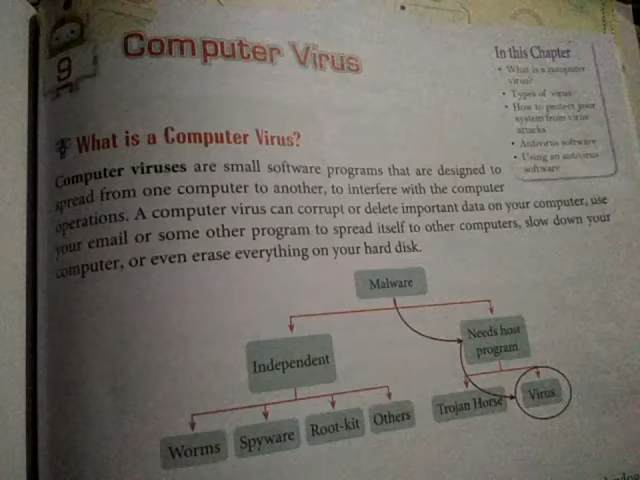 9
Computer Virus
In this Chapter
• What is a computer
virus?
• Types of virus
• How to protect your
system from virus
attacks
• Antivirus software
• Using an antivirus
software
What is a Computer Virus?
Computer viruses are small software programs that are designed to
spread from one computer to another, to interfere with the computer
operations. A computer virus can corrupt or delete important data on your computer, use
your email or some other program to spread itself to other computers, slow down your
computer, or even erase everything on your hard disk.
Malware
Independent
Needs host
program
Worms
Spyware
Root-kit
Others
Trojan Horse
Virus